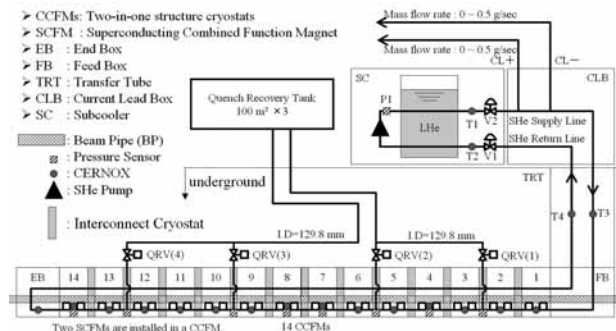 ➢ CCFMs: Two-in-one structure cryostats
➢ SCFM : Superconducting Combined Function Magnet
➢ EB : End Box
➢ FB : Feed Box
➢ TRT : Transfer Tube
➢ CLB : Current Lead Box
➢ SC : Subcooler
: Beam Pipe (BP)
: Pressure Sensor
: CERNOX
: SHe Pump
: Interconnect Cryostat
Mass flow rate : 0 ~ 0.5 g/sec
Mass flow rate : 0 ~ 0.5 g/sec
CL+
CL−
SC
CLB
Quench Recovery Tank
100 m³ ×3
P1
LHe
T1
V2
SHe Supply Line
SHe Return Line
T2
V1
underground
TRT
T4
T3
I.D=129.8 mm
I.D=129.8 mm
QRV(4)
QRV(3)
QRV(2)
QRV(1)
EB
14
13
12
11
10
9
8
7
6
5
4
3
2
1
FB
Two SCFMs are installed in a CCFM.
14 CCFMs